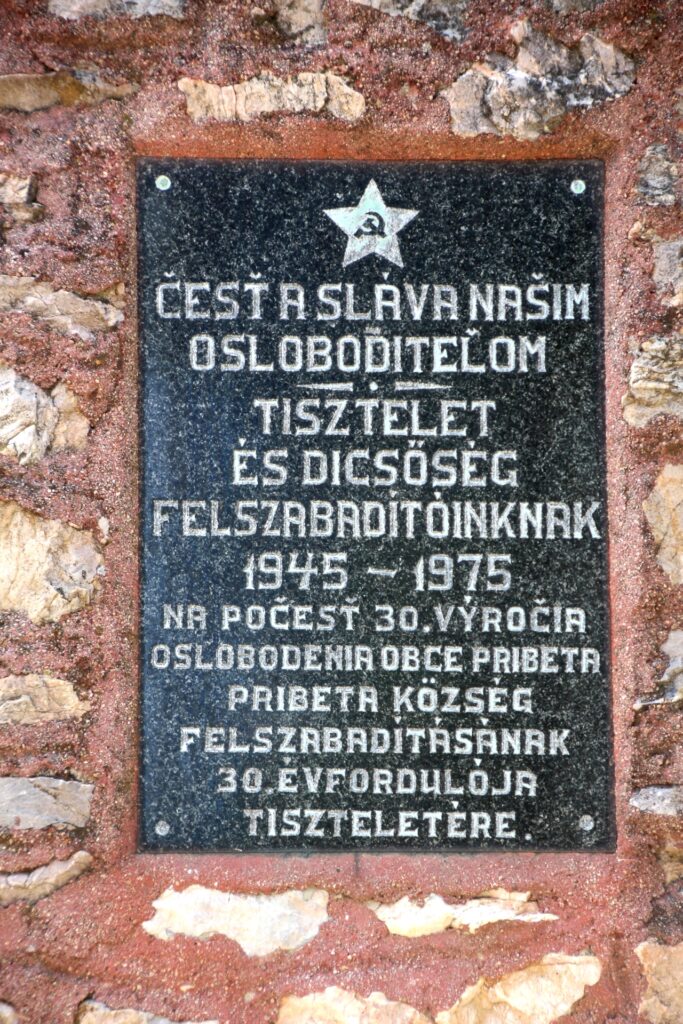 ČESŤ A SLÁVA NAŠIM
OSLOBODITEĽOM
TISZTELET
ÉS DICSŐSÉG
FELSZABADÍTÓINKNAK
1945 – 1975
NA POČESŤ 30. VÝROČIA
OSLOBODENIA OBCE PRIBETA
PRIBETA KÖZSÉG
FELSZABADÍTÁSÁNAK
30. ÉVFORDULÓJA
TISZTELETÉRE.